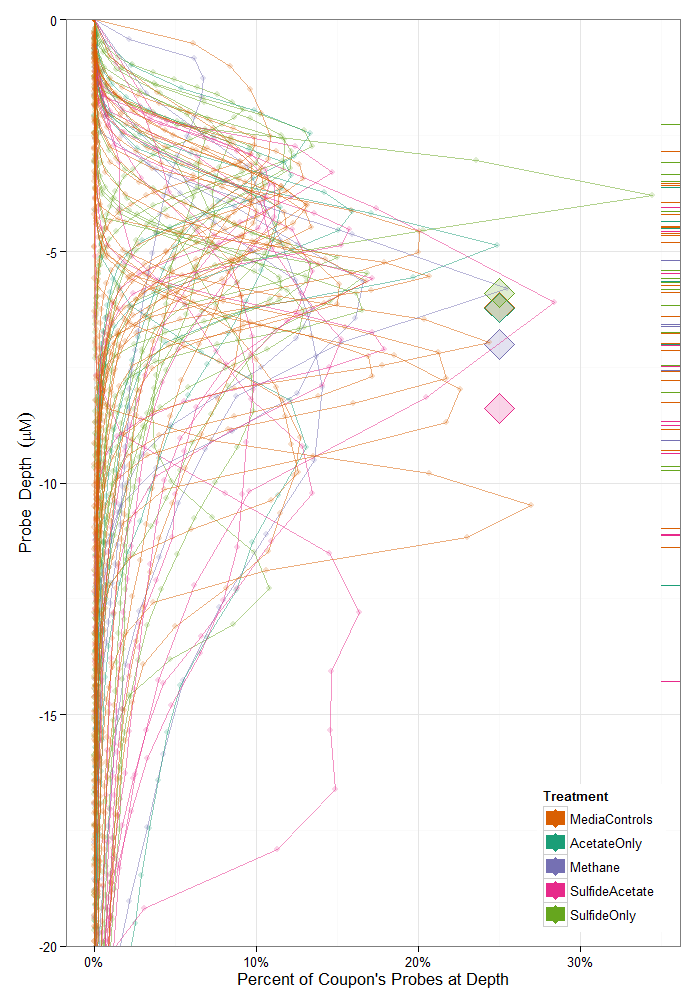 0
-5
-10
-15
-20
Probe Depth (µM)
0%
10%
20%
30%
Percent of Coupon's Probes at Depth
Treatment
MediaControls
AcetateOnly
Methane
SulfideAcetate
SulfideOnly